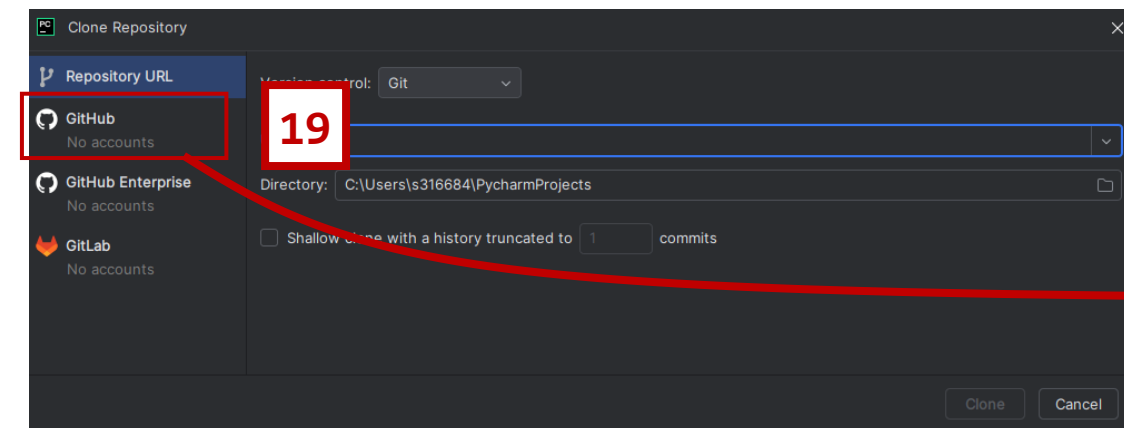 PC
Clone Repository
Repository URL
GitHub
No accounts
GitHub Enterprise
No accounts
GitLab
No accounts
Version control: Git
19
Directory: C:\Users\s316684\PycharmProjects
Shallow clone with a history truncated to 1 commits
Clone Cancel